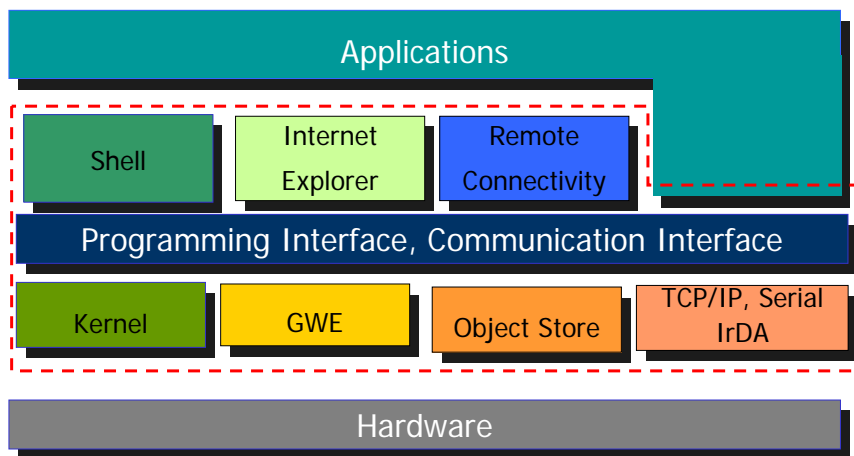 Applications
Shell
Internet
Explorer
Remote
Connectivity
Programming Interface, Communication Interface
Kernel
GWE
Object Store
TCP/IP, Serial
IrDA
Hardware